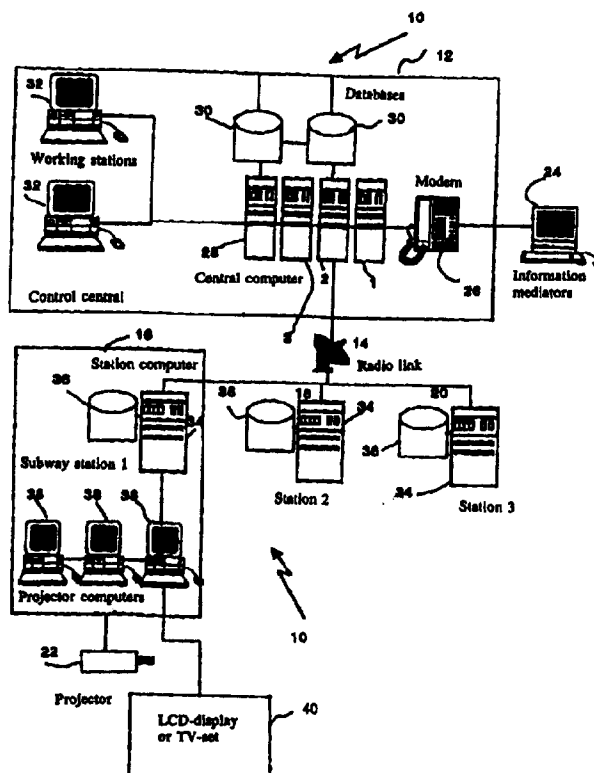 10
12
32
Databases
30
30
Working stations
Modem
24
32
28
Central computer
2
1
26
Information
mediators
Control central
3
16
14
Radio link
Station computer
36
34
18
36
34
20
36
34
Subway station 1
Station 2
Station 3
38
38
38
Projector computers
10
22
Projector
LCD-display
or TV-set
40